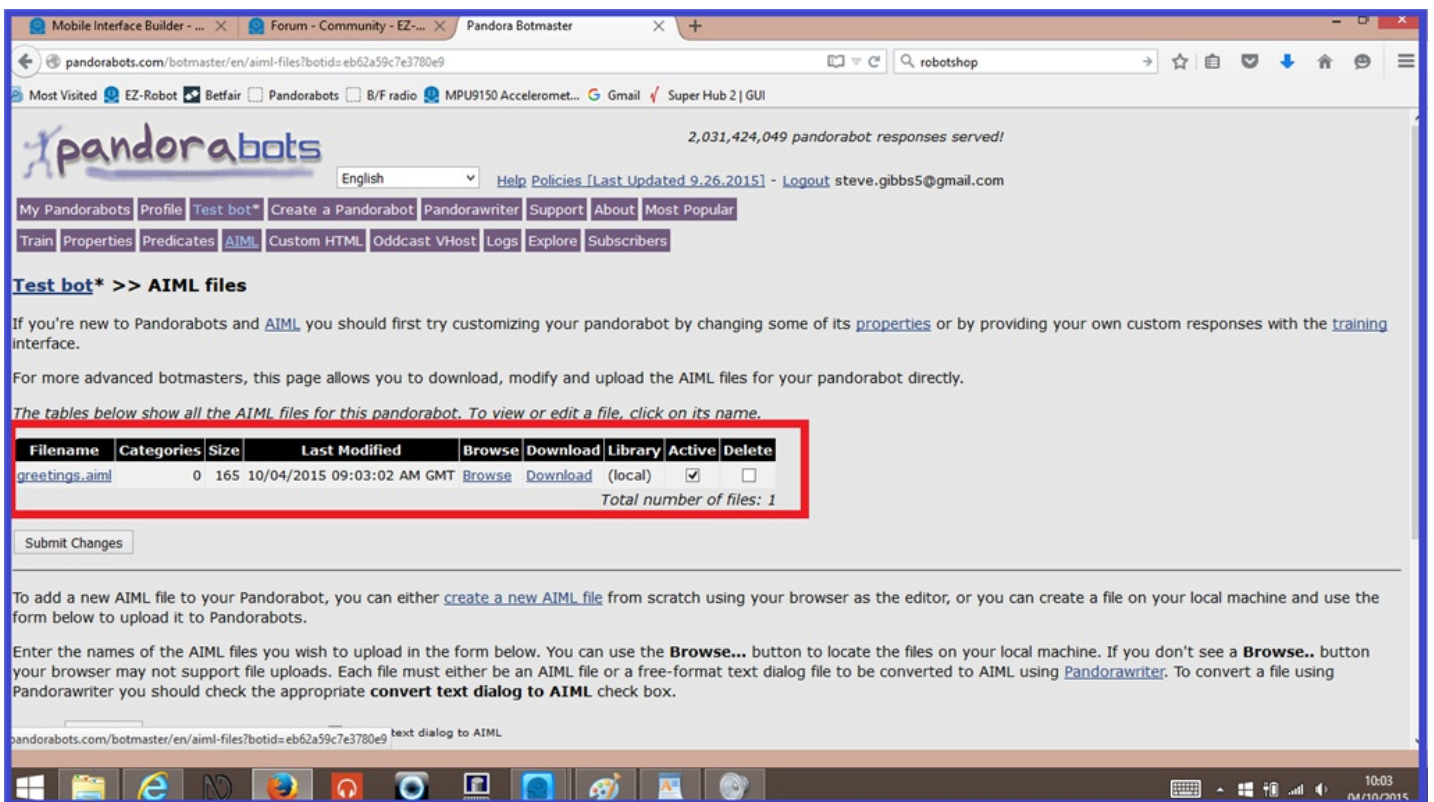 Mobile Interface Builder - ...
Forum - Community - EZ-...
Pandora Botmaster
pandorabots.com/botmaster/en/aiml-files?botid=eb62a59c7e3780e9
robotshop
Most Visited EZ-Robot Betfair Pandorabots B/F radio MPU9150 Acceleromet... Gmail Super Hub 2 | GUI
pandorabots
2,031,424,049 pandorabot responses served!
English
Help Policies [Last Updated 9.26.2015] - Logout steve.gibbs5@gmail.com
My Pandorabots Profile Test bot* Create a Pandorabot Pandorawriter Support About Most Popular
Train Properties Predicates AIML Custom HTML Oddcast VHost Logs Explore Subscribers
Test bot* >> AIML files
If you're new to Pandorabots and AIML you should first try customizing your pandorabot by changing some of its properties or by providing your own custom responses with the training
interface.
For more advanced botmasters, this page allows you to download, modify and upload the AIML files for your pandorabot directly.
The tables below show all the AIML files for this pandorabot. To view or edit a file, click on its name.
Filename Categories Size Last Modified Browse Download Library Active Delete
greetings.aiml 0 165 10/04/2015 09:03:02 AM GMT Browse Download (local)
Total number of files: 1
Submit Changes
To add a new AIML file to your Pandorabot, you can either create a new AIML file from scratch using your browser as the editor, or you can create a file on your local machine and use the
form below to upload it to Pandorabots.
Enter the names of the AIML files you wish to upload in the form below. You can use the Browse... button to locate the files on your local machine. If you don't see a Browse.. button
your browser may not support file uploads. Each file must either be an AIML file or a free-format text dialog file to be converted to AIML using Pandorawriter. To convert a file using
Pandorawriter you should check the appropriate convert text dialog to AIML check box.
text dialog to AIML
pandorabots.com/botmaster/en/aiml-files?botid=eb62a59c7e3780e9
10:03
04/10/2015